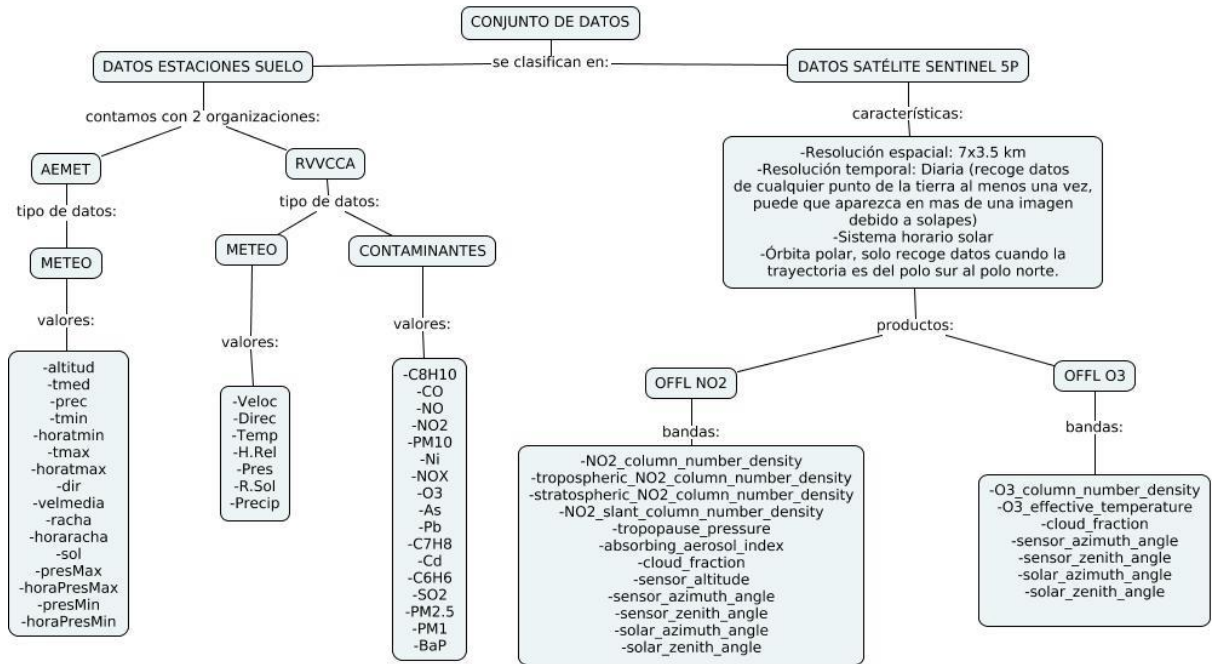 CONJUNTO DE DATOS
se clasifican en:
DATOS ESTACIONES SUELO
contamos con 2 organizaciones:
AEMET
tipo de datos:
METEO
valores:
-altitud
-tmed
-prec
-tmin
-horatmin
-tmax
-horatmax
-dir
-velmedia
-racha
-horaracha
-sol
-presMax
-horaPresMax
-presMin
-horaPresMin
RVVCCA
tipo de datos:
METEO
valores:
-Veloc
-Direc
-Temp
-H.Rel
-Pres
-R.Sol
-Precip
CONTAMINANTES
valores:
-C8H10
-CO
-NO
-NO2
-PM10
-Ni
-NOX
-O3
-As
-Pb
-C7H8
-Cd
-C6H6
-SO2
-PM2.5
-PM1
-BaP
DATOS SATÉLITE SENTINEL 5P
características:
-Resolución espacial: 7x3.5 km
-Resolución temporal: Diaria (recoge datos
de cualquier punto de la tierra al menos una vez,
puede que aparezca en mas de una imagen
debido a solapes)
-Sistema horario solar
-Órbita polar, solo recoge datos cuando la
trayectoria es del polo sur al polo norte.
productos:
OFFL NO2
bandas:
-NO2_column_number_density
-tropospheric_NO2_column_number_density
-stratospheric_NO2_column_number_density
-NO2_slant_column_number_density
-tropopause_pressure
-absorbing_aerosol_index
-cloud_fraction
-sensor_altitude
-sensor_azimuth_angle
-sensor_zenith_angle
-solar_azimuth_angle
-solar_zenith_angle
OFFL O3
bandas:
-O3_column_number_density
-O3_effective_temperature
-cloud_fraction
-sensor_azimuth_angle
-sensor_zenith_angle
-solar_azimuth_angle
-solar_zenith_angle